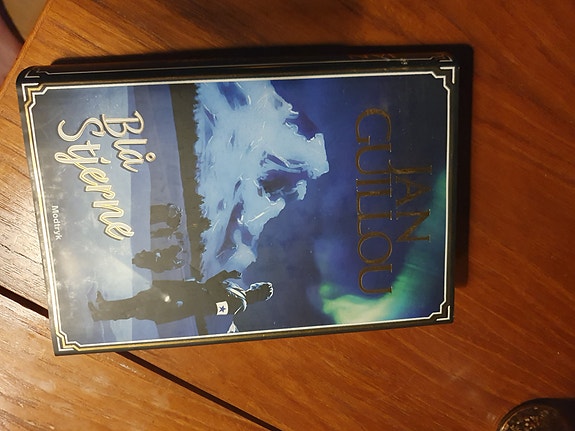 JAN
GUILLOU
Blå
Stjerne
Modtryk